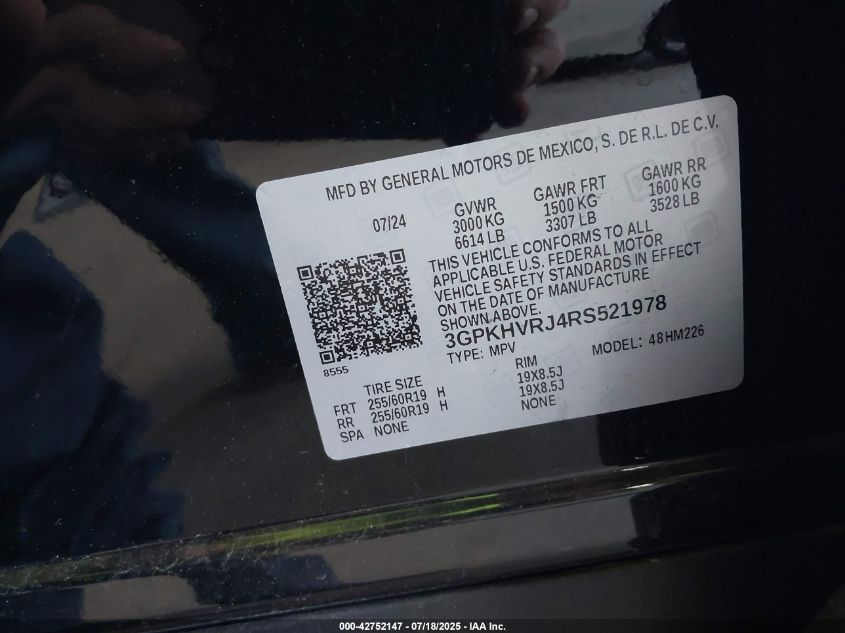 MFD BY GENERAL MOTORS DE MEXICO, S. DE R.L. DE C.V.
07/24
GVWR
3000 KG
6614 LB
GAWR FRT
1500 KG
3307 LB
GAWR RR
1600 KG
3528 LB
THIS VEHICLE CONFORMS TO ALL
APPLICABLE U.S. FEDERAL MOTOR
VEHICLE SAFETY STANDARDS IN EFFECT
ON THE DATE OF MANUFACTURE
SHOWN ABOVE.
3GPKHVRJ4RS521978
TYPE: MPV
MODEL: 48HM226
8555
TIRE SIZE
RIM
FRT 255/60R19 H 19X8.5J
RR 255/60R19 H 19X8.5J
SPA NONE NONE
000-42752147 - 07/18/2025 - IAA Inc.